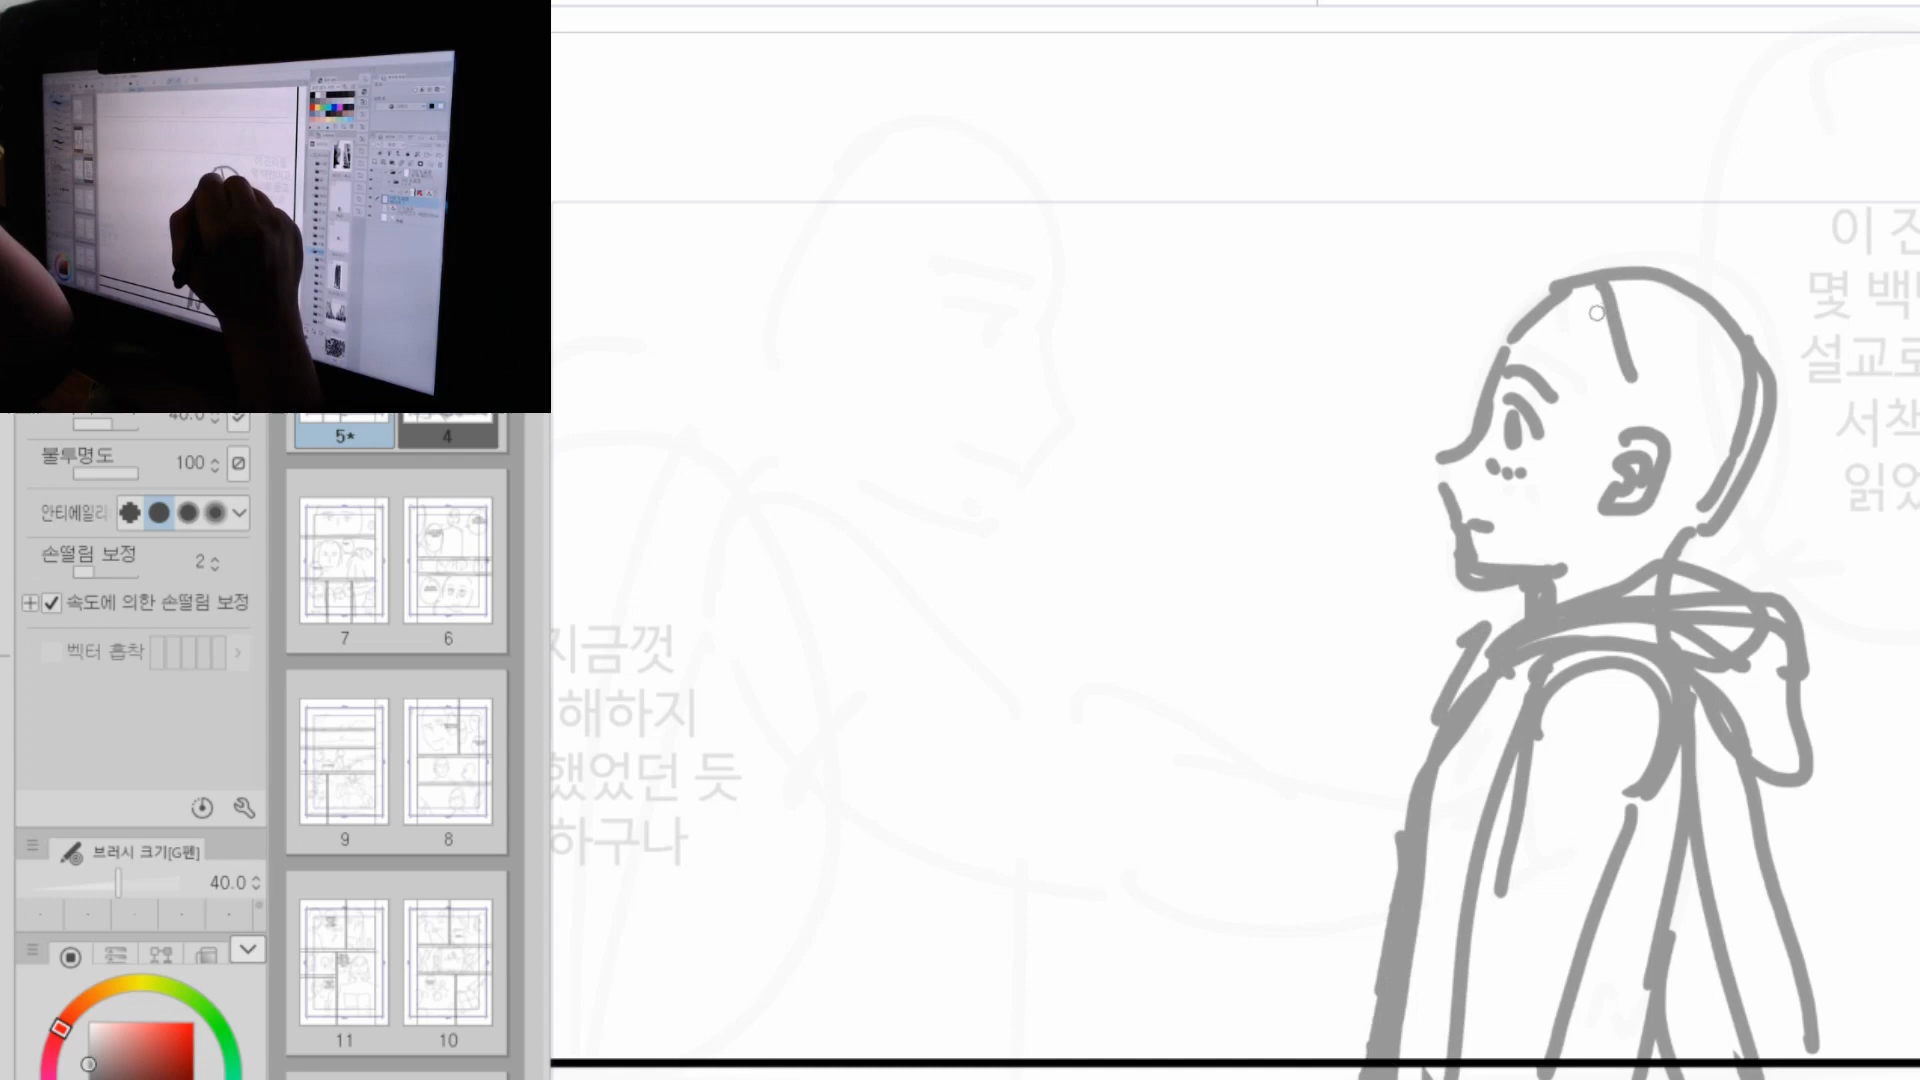 40.0
불투명도 100
안티에일리
손떨림 보정 2
속도에 의한 손떨림 보정
벡터 흡착
브러시 크기[G펜]
40.0
5* 4
7 6
9 8
11 10
지금껏
해하지
했었던 듯
하구나
이 진
몇 백
설교로
서책
읽었